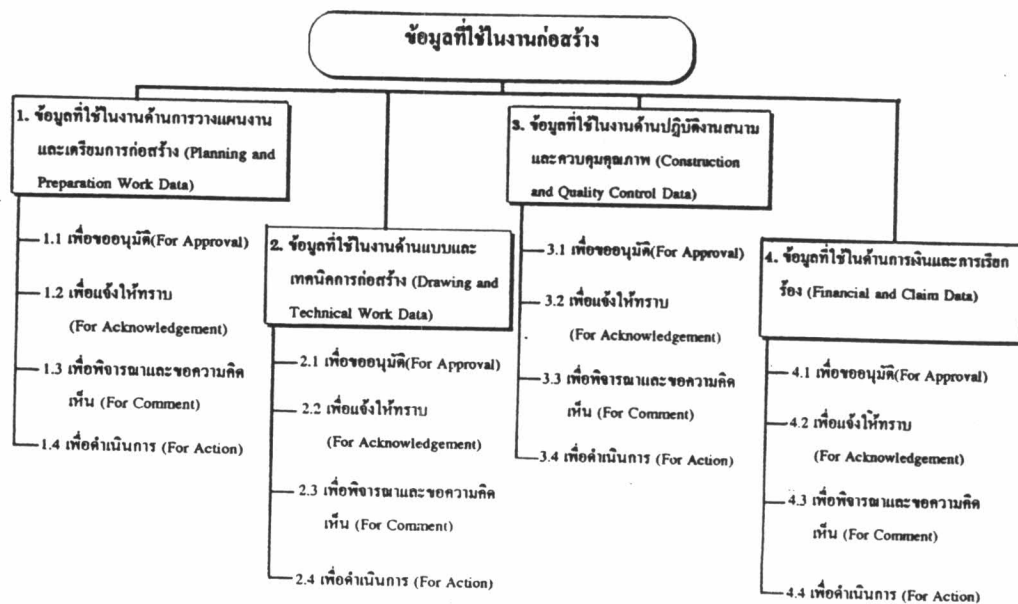 ข้อมูลที่ใช้ในงานก่อสร้าง
1. ข้อมูลที่ใช้ในงานด้านการวางแผนงาน
และเตรียมการก่อสร้าง (Planning and
Preparation Work Data)
1.1 เพื่อขออนุมัติ(For Approval)
1.2 เพื่อแจ้งให้ทราบ
(For Acknowledgement)
1.3 เพื่อพิจารณาและขอความคิด
เห็น (For Comment)
1.4 เพื่อดำเนินการ (For Action)
2. ข้อมูลที่ใช้ในงานด้านแบบและ
เทคนิคการก่อสร้าง (Drawing and
Technical Work Data)
2.1 เพื่อขออนุมัติ(For Approval)
2.2 เพื่อแจ้งให้ทราบ
(For Acknowledgement)
2.3 เพื่อพิจารณาและขอความคิด
เห็น (For Comment)
2.4 เพื่อดำเนินการ (For Action)
3. ข้อมูลที่ใช้ในงานด้านปฎิบัติงานสนาม
และควบคุมคุณภาพ (Construction
and Quality Control Data)
3.1 เพื่อขออนุมัติ(For Approval)
3.2 เพื่อแจ้งให้ทราบ
(For Acknowledgement)
3.3 เพื่อพิจารณาและขอความคิด
เห็น (For Comment)
3.4 เพื่อดำเนินการ (For Action)
4. ข้อมูลที่ใช้ในด้านการเงินและการเรียก
ร้อง (Financial and Claim Data)
4.1 เพื่อขออนุมัติ(For Approval)
4.2 เพื่อแจ้งให้ทราบ
(For Acknowledgement)
4.3 เพื่อพิจารณาและขอความคิด
เห็น (For Comment)
4.4 เพื่อดำเนินการ (For Action)